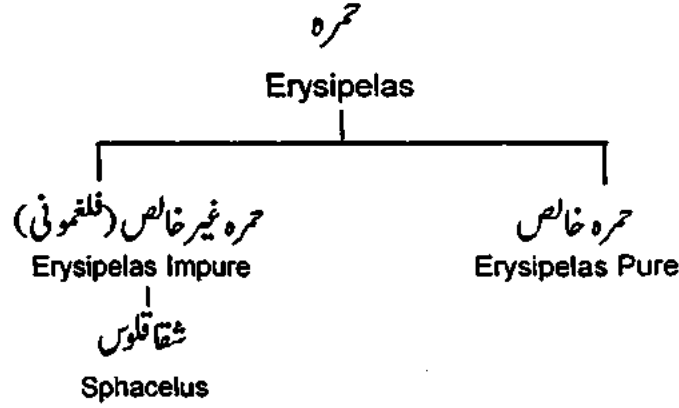 حمرہ
Erysipelas
حمرہ خالص
Erysipelas Pure
حمرہ غیر خالص (فلغمونی)
Erysipelas Impure
شقاقلوس
Sphacelus